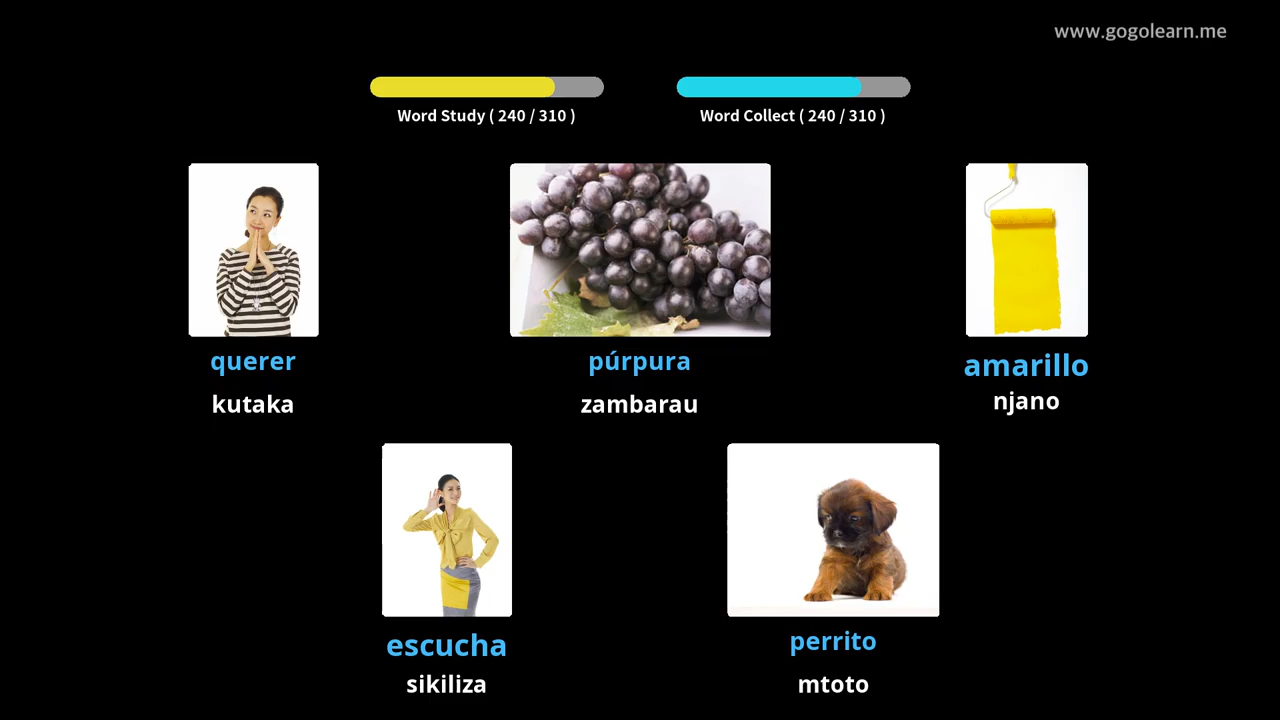 www.gogolearn.me
Word Study ( 240 / 310 )
Word Collect ( 240 / 310 )
querer
kutaka
púrpura
zambarau
amarillo
njano
escucha
sikiliza
perrito
mtoto